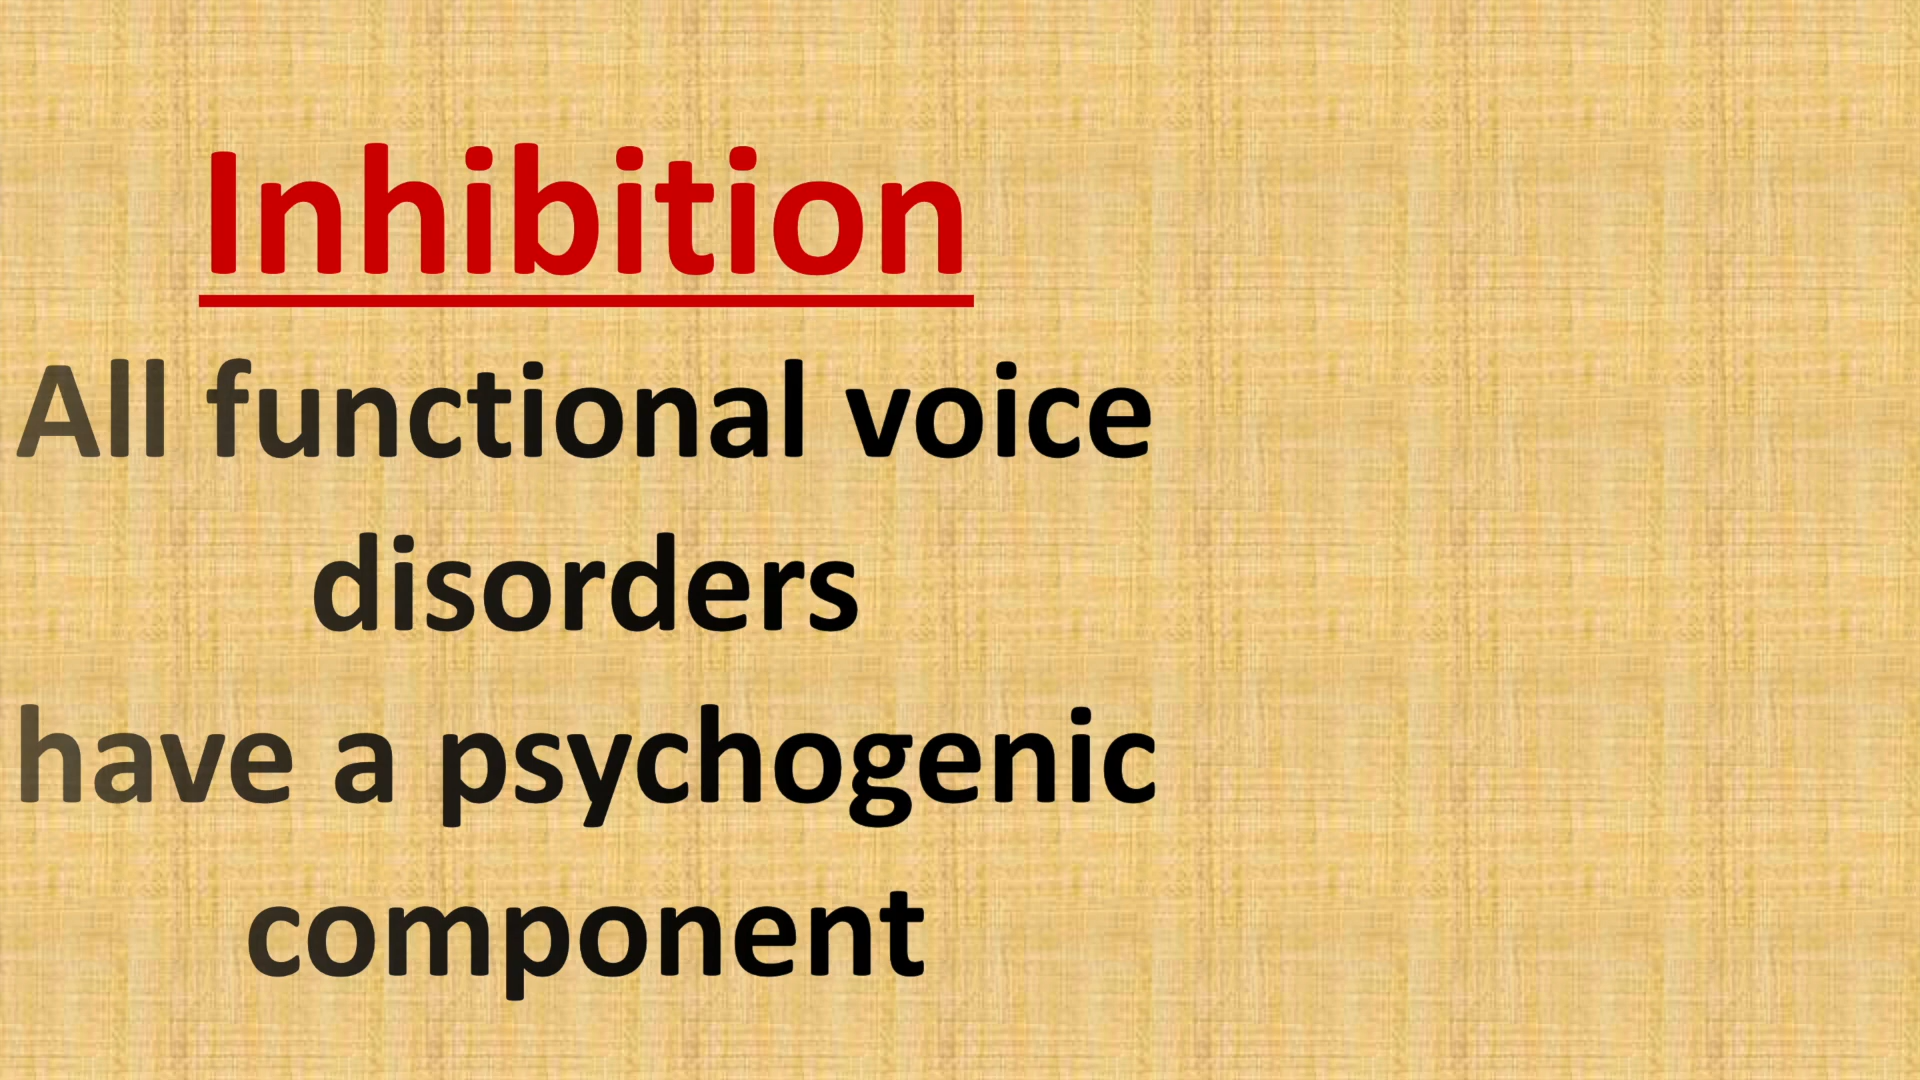 Inhibition
All functional voice
disorders
have a psychogenic
component